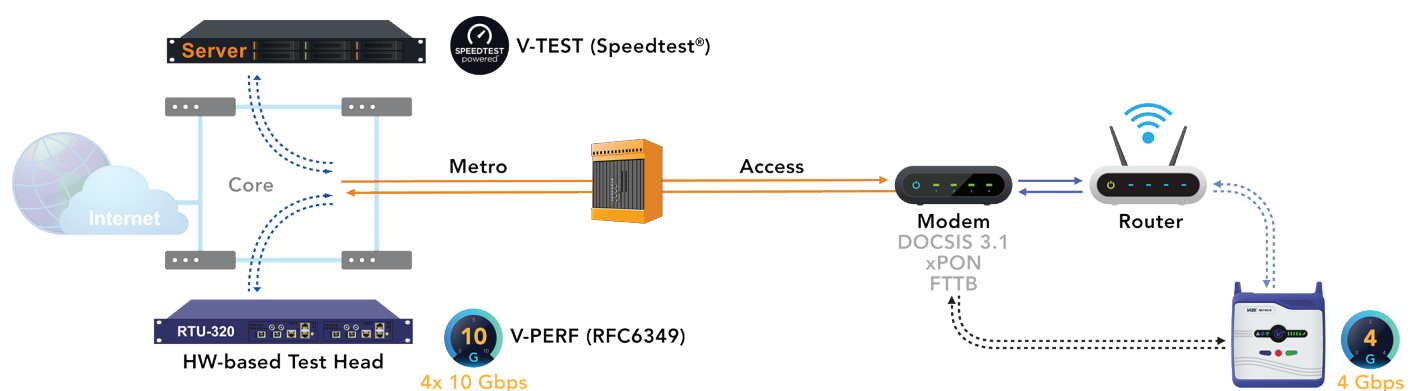 Server
SPEEDTEST
powered
V-TEST (Speedtest®)
Core
Internet
Metro
Access
Modem
DOCSIS 3.1
xPON
FTTB
Router
RTU-320
HW-based Test Head
10
G
V-PERF (RFC6349)
4x 10 Gbps
4
G
4 Gbps